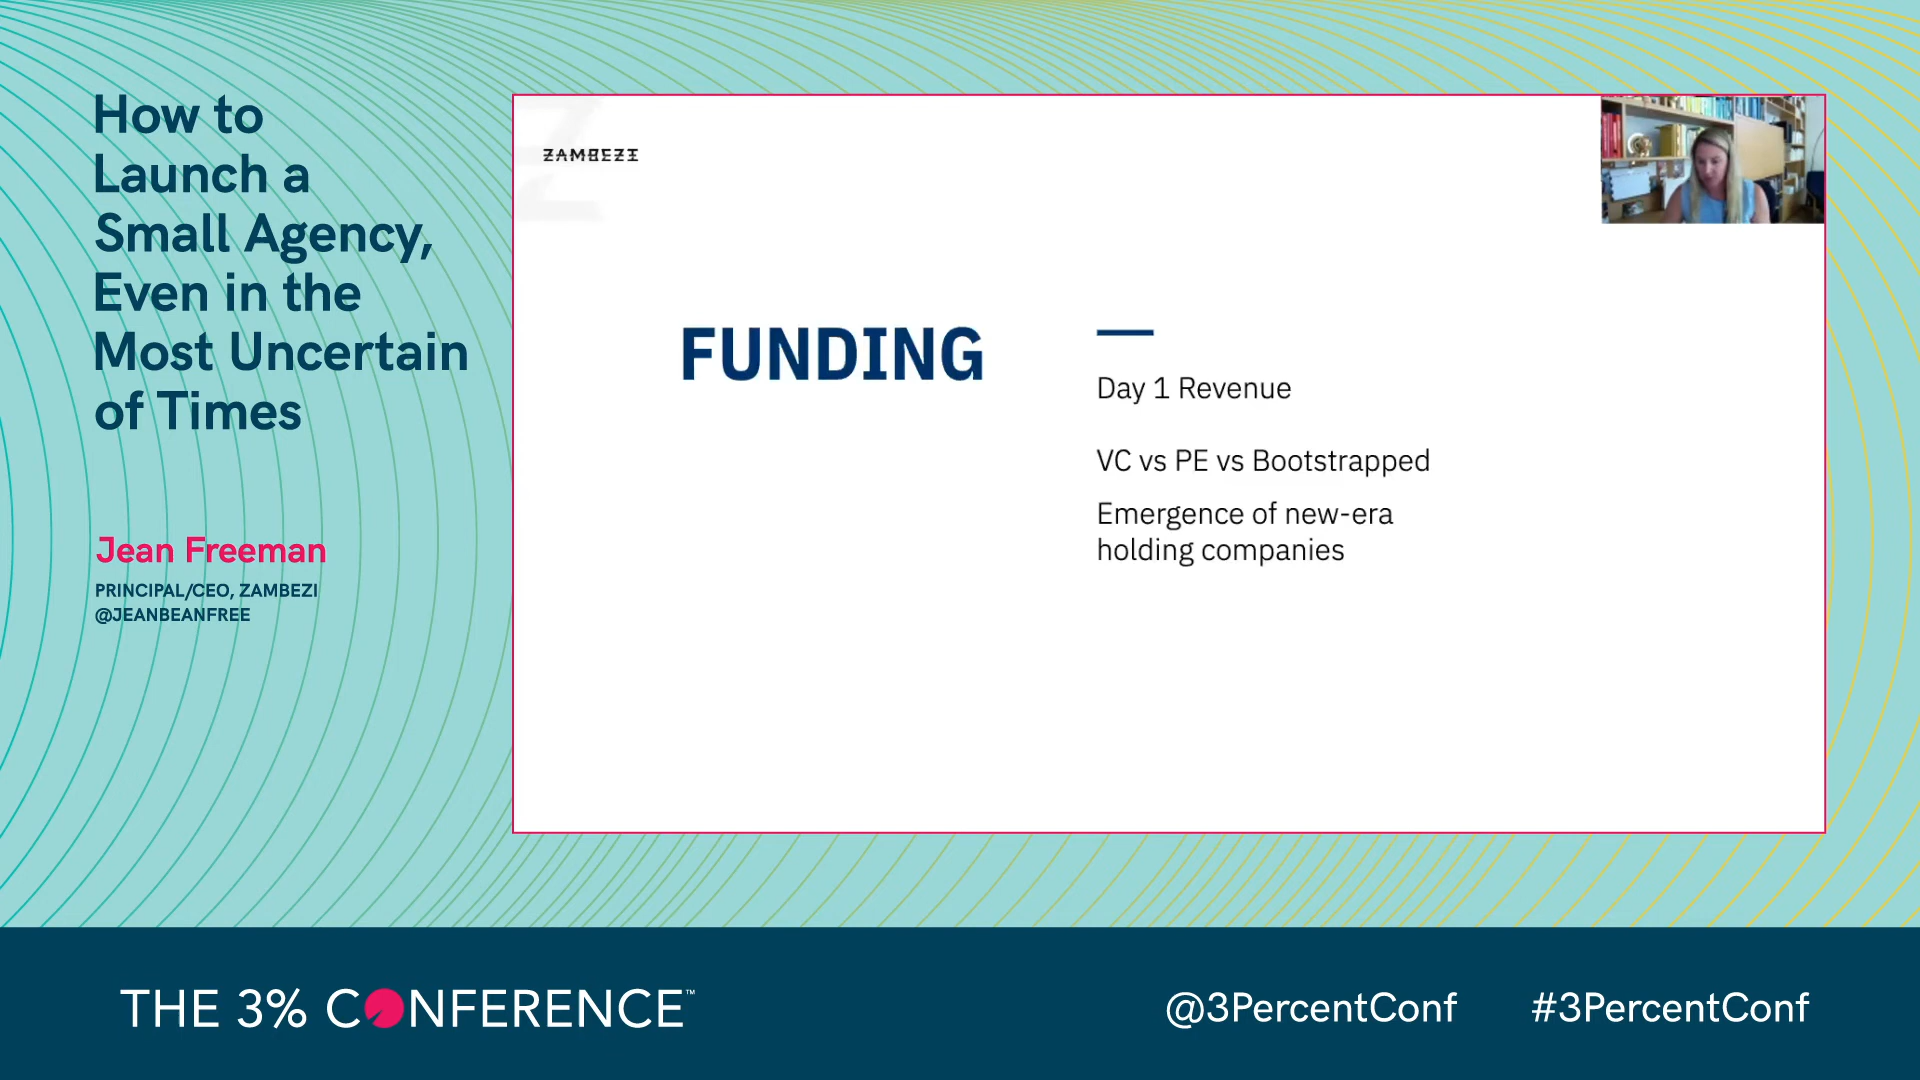 How to
Launch a
Small Agency,
Even in the
Most Uncertain
of Times
Jean Freeman
PRINCIPAL/CEO, ZAMBEZI
@JEANBEANFREE
ZAMBEZI
FUNDING
Day 1 Revenue
VC vs PE vs Bootstrapped
Emergence of new-era
holding companies
THE 3% CONFERENCE™
@3PercentConf
#3PercentConf